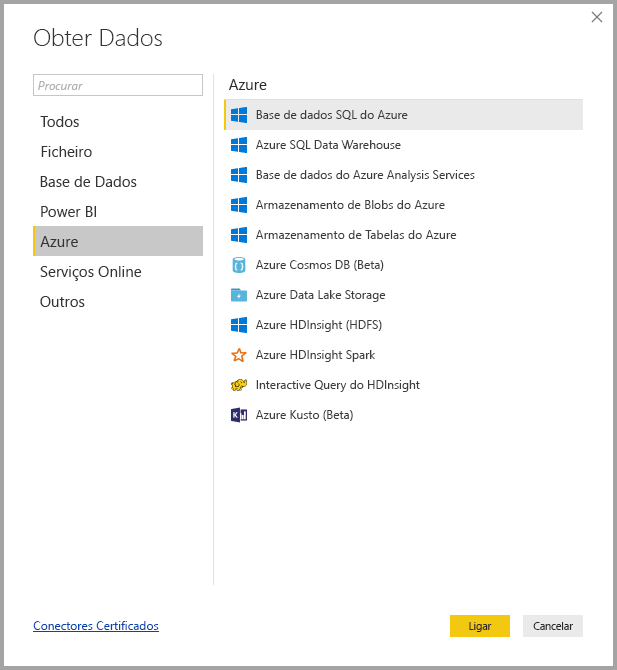 Obter Dados
Procurar
Todos
Ficheiro
Base de Dados
Power BI
Azure
Serviços Online
Outros
Azure
Base de dados SQL do Azure
Azure SQL Data Warehouse
Base de dados do Azure Analysis Services
Armazenamento de Blobs do Azure
Armazenamento de Tabelas do Azure
Azure Cosmos DB (Beta)
Azure Data Lake Storage
Azure HDInsight (HDFS)
Azure HDInsight Spark
Interactive Query do HDInsight
Azure Kusto (Beta)
Conectores Certificados
Ligar
Cancelar